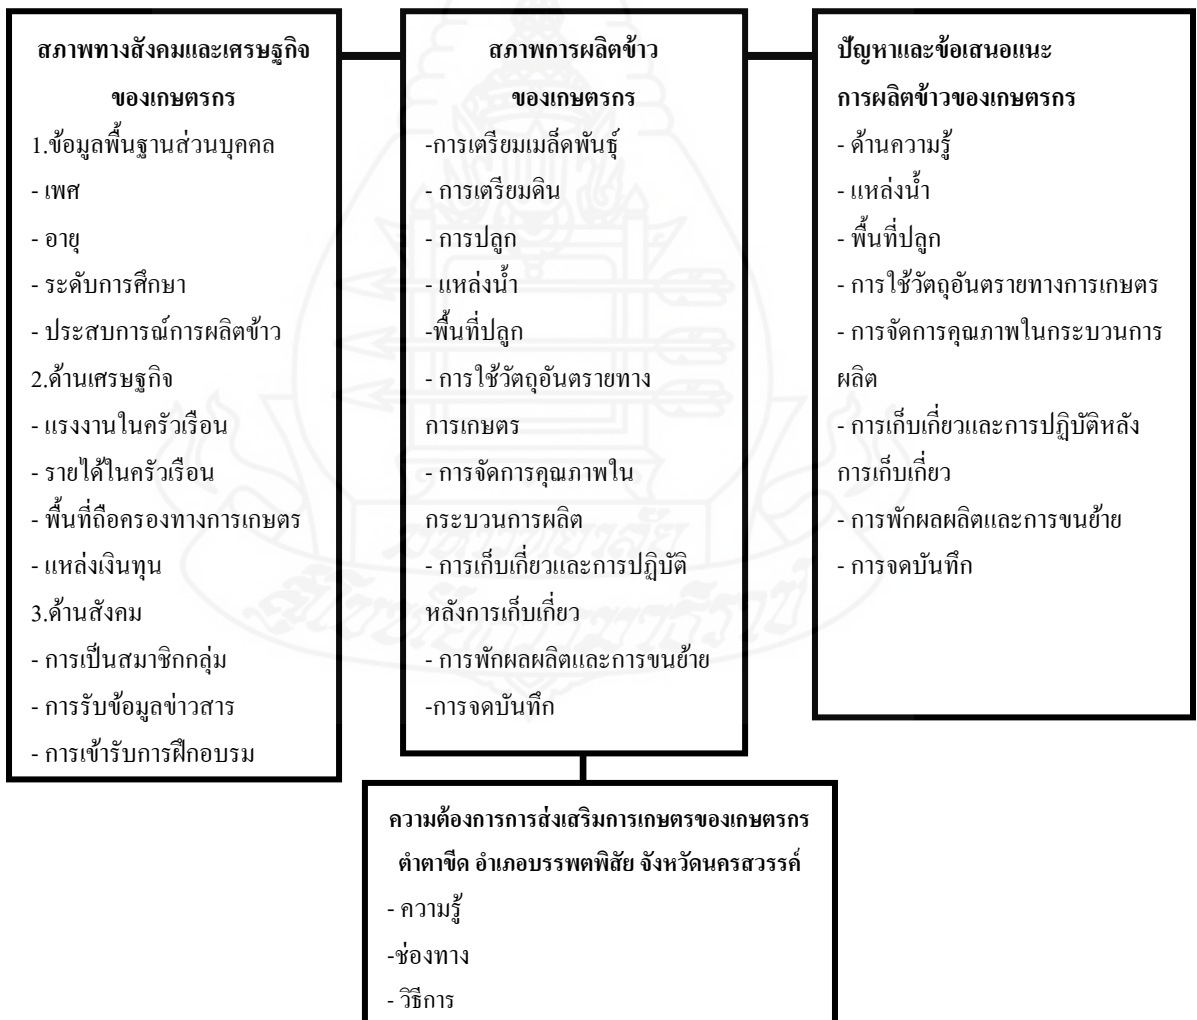 สภาพทางสังคมและเศรษฐกิจ
ของเกษตรกร
1.ข้อมูลพื้นฐานส่วนบุคคล
- เพศ
- อายุ
- ระดับการศึกษา
- ประสบการณ์การผลิตข้าว
2.ด้านเศรษฐกิจ
- แรงงานในครัวเรือน
- รายได้ในครัวเรือน
- พื้นที่ถือครองทางการเกษตร
- แหล่งเงินทุน
3.ด้านสังคม
- การเป็นสมาชิกกลุ่ม
- การรับข้อมูลข่าวสาร
- การเข้ารับการฝึกอบรม
สภาพการผลิตข้าว
ของเกษตรกร
-การเตรียมเมล็ดพันธุ์
- การเตรียมดิน
- การปลูก
- แหล่งน้ำ
-พื้นที่ปลูก
- การใช้วัตถุอันตรายทาง
การเกษตร
- การจัดการคุณภาพใน
กระบวนการผลิต
- การเก็บเกี่ยวและการปฏิบัติ
หลังการเก็บเกี่ยว
- การพักผลผลิตและการขนย้าย
-การจดบันทึก
ปัญหาและข้อเสนอแนะ
การผลิตข้าวของเกษตรกร
- ด้านความรู้
- แหล่งน้ำ
- พื้นที่ปลูก
- การใช้วัตถุอันตรายทางการเกษตร
- การจัดการคุณภาพในกระบวนการ
ผลิต
- การเก็บเกี่ยวและการปฏิบัติหลัง
การเก็บเกี่ยว
- การพักผลผลิตและการขนย้าย
- การจดบันทึก
ความต้องการการส่งเสริมการเกษตรของเกษตรกร
ตำตาขีด อำเภอบรรพตพิสัย จังหวัดนครสวรรค์
- ความรู้
-ช่องทาง
- วิธีการ
มหาวิทยาลัย
สุโขทัยธรรมาธิราช